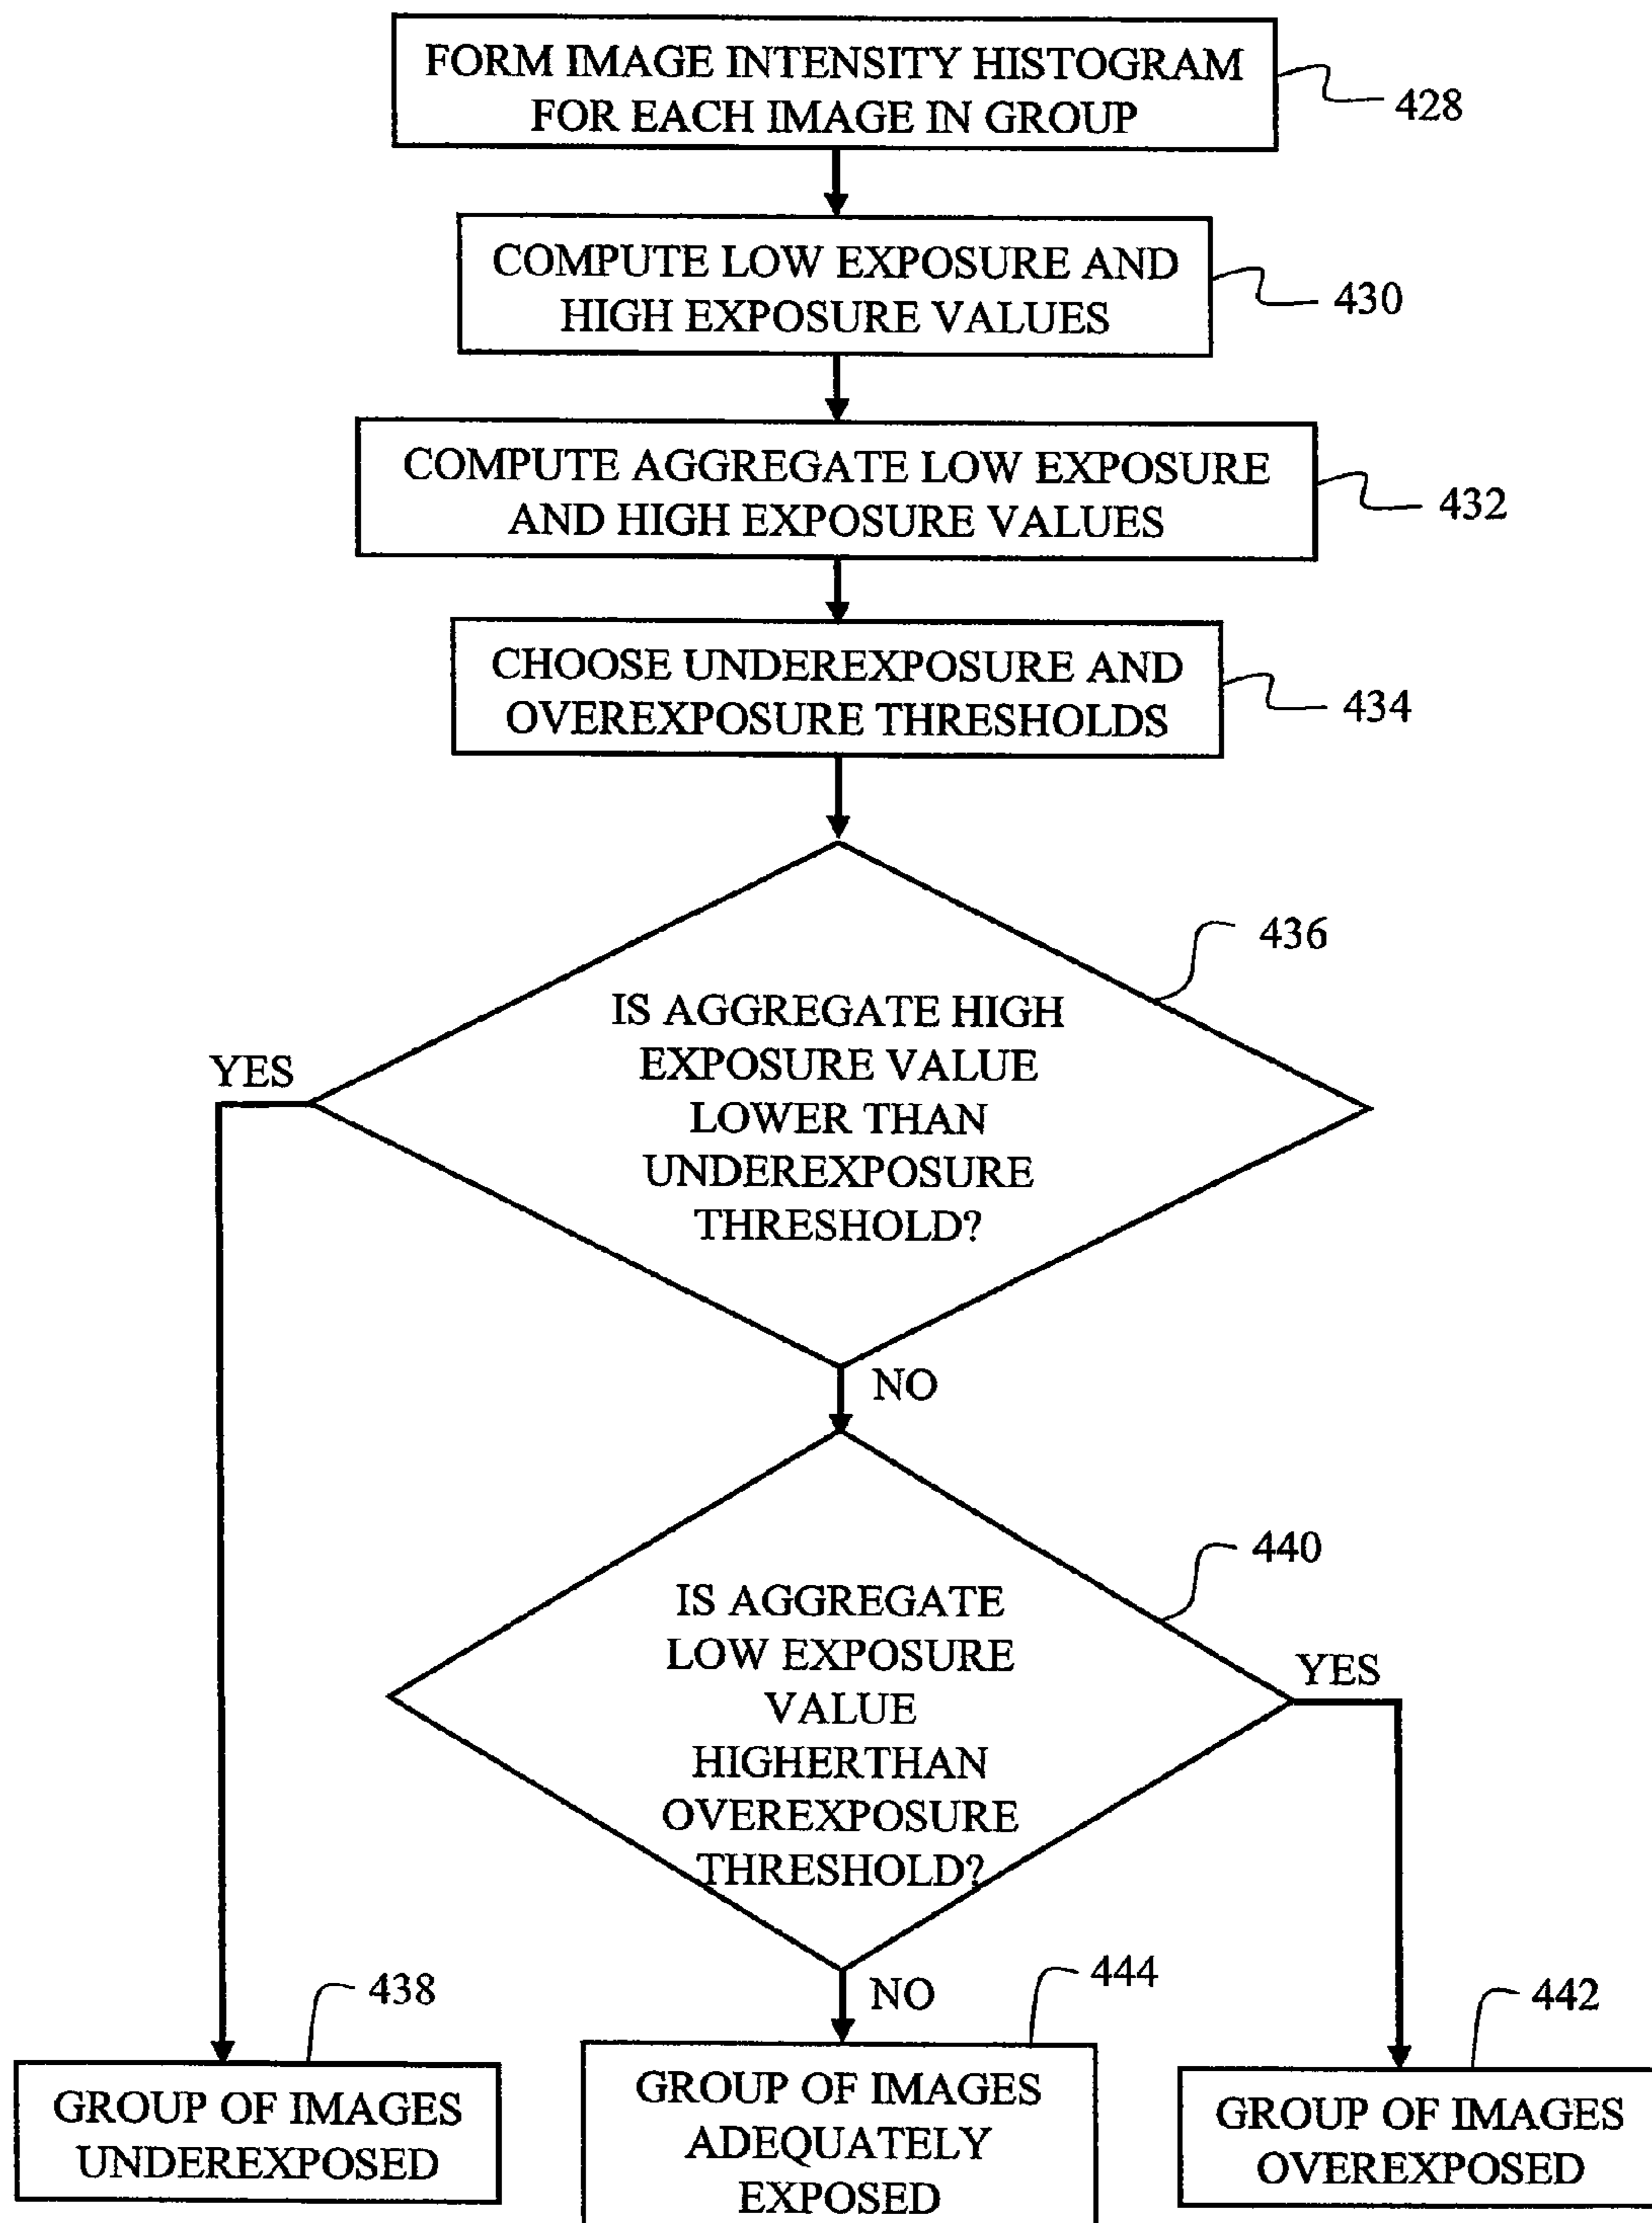 FORM IMAGE INTENSITY HISTOGRAM
FOR EACH IMAGE IN GROUP
428
COMPUTE LOW EXPOSURE AND
HIGH EXPOSURE VALUES
430
COMPUTE AGGREGATE LOW EXPOSURE
AND HIGH EXPOSURE VALUES
432
CHOOSE UNDEREXPOSURE AND
OVEREXPOSURE THRESHOLDS
434
436
IS AGGREGATE HIGH
EXPOSURE VALUE
LOWER THAN
UNDEREXPOSURE
THRESHOLD?
YES
NO
440
IS AGGREGATE
LOW EXPOSURE
VALUE
HIGHERTHAN
OVEREXPOSURE
THRESHOLD?
YES
NO
438
GROUP OF IMAGES
UNDEREXPOSED
444
GROUP OF IMAGES
ADEQUATELY
EXPOSED
442
GROUP OF IMAGES
OVEREXPOSED